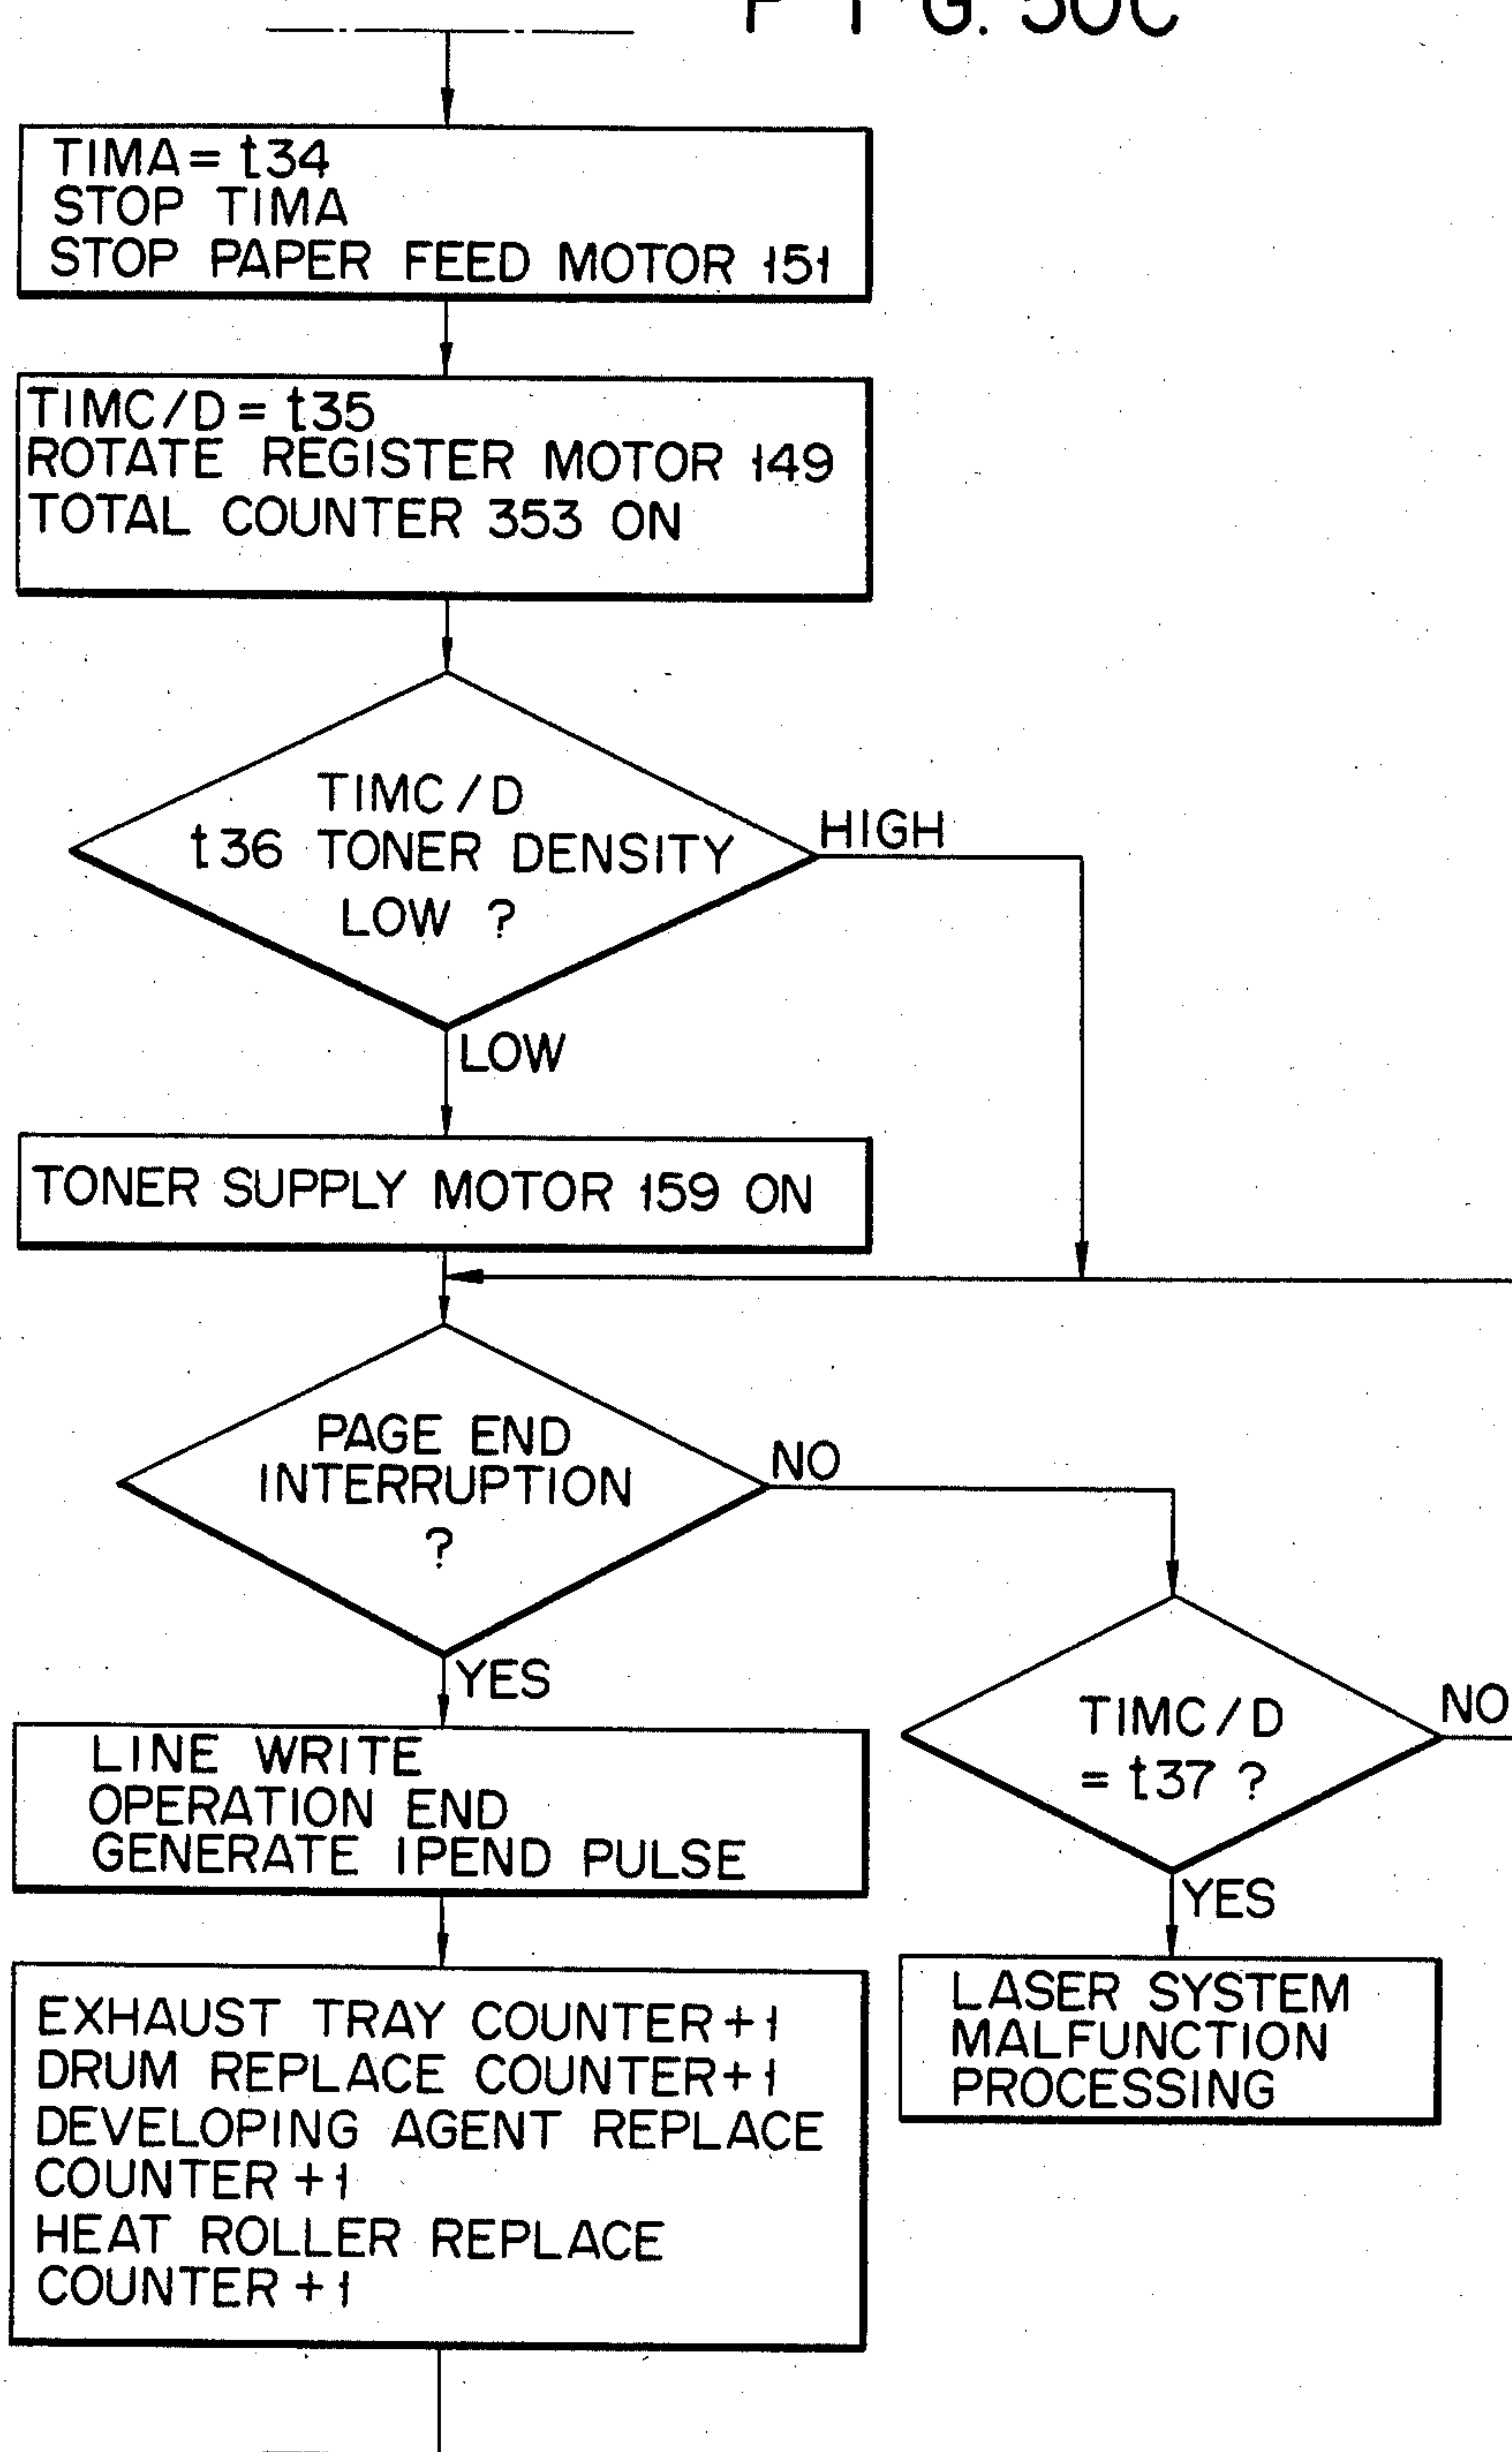 FIG. 50C
TIMA = t34
STOP TIMA
STOP PAPER FEED MOTOR 151
TIMC/D = t35
ROTATE REGISTER MOTOR 149
TOTAL COUNTER 353 ON
TIMC/D
t36 TONER DENSITY
LOW ?
HIGH
LOW
TONER SUPPLY MOTOR 159 ON
PAGE END
INTERRUPTION
?
NO
YES
TIMC/D
= t37 ?
NO
YES
LINE WRITE
OPERATION END
GENERATE IPEND PULSE
LASER SYSTEM
MALFUNCTION
PROCESSING
EXHAUST TRAY COUNTER +1
DRUM REPLACE COUNTER +1
DEVELOPING AGENT REPLACE
COUNTER +1
HEAT ROLLER REPLACE
COUNTER +1